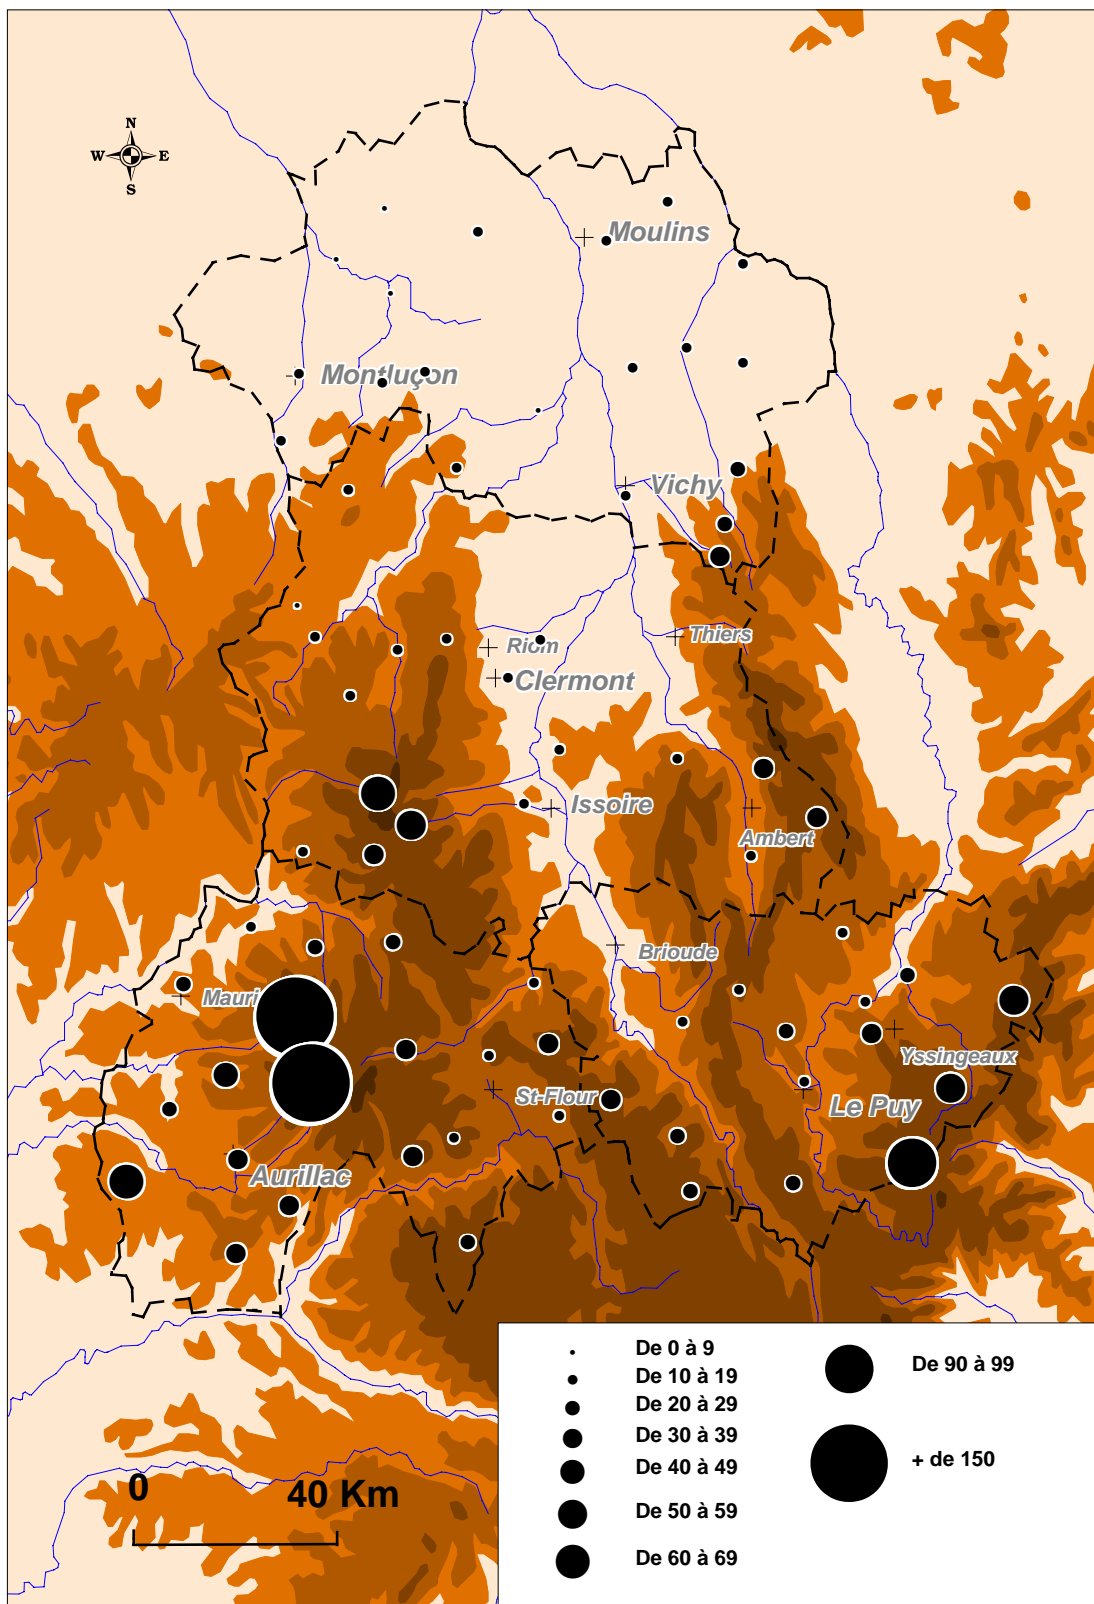 N
W E
S
Moulins
Montluçon
Vichy
Thiers
Riom
Clermont
Issoire
Ambert
Brioude
Mauri
Yssingeaux
St-Flour
Le Puy
Aurillac
De 0 à 9
De 10 à 19
De 20 à 29
De 30 à 39
De 40 à 49
De 50 à 59
De 60 à 69
De 90 à 99
+ de 150
0 40 Km